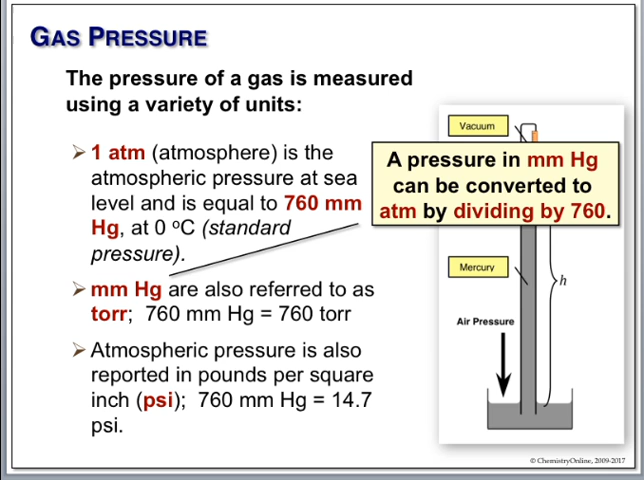 GAS PRESSURE
The pressure of a gas is measured
using a variety of units:
➢ 1 atm (atmosphere) is the
atmospheric pressure at sea
level and is equal to 760 mm
Hg, at 0 ºC (standard
pressure).
➢ mm Hg are also referred to as
torr; 760 mm Hg = 760 torr
➢ Atmospheric pressure is also
reported in pounds per square
inch (psi); 760 mm Hg = 14.7
psi.
Vacuum
A pressure in mm Hg
can be converted to
atm by dividing by 760.
Mercury
h
Air Pressure
© ChemistryOnline, 2009-2017